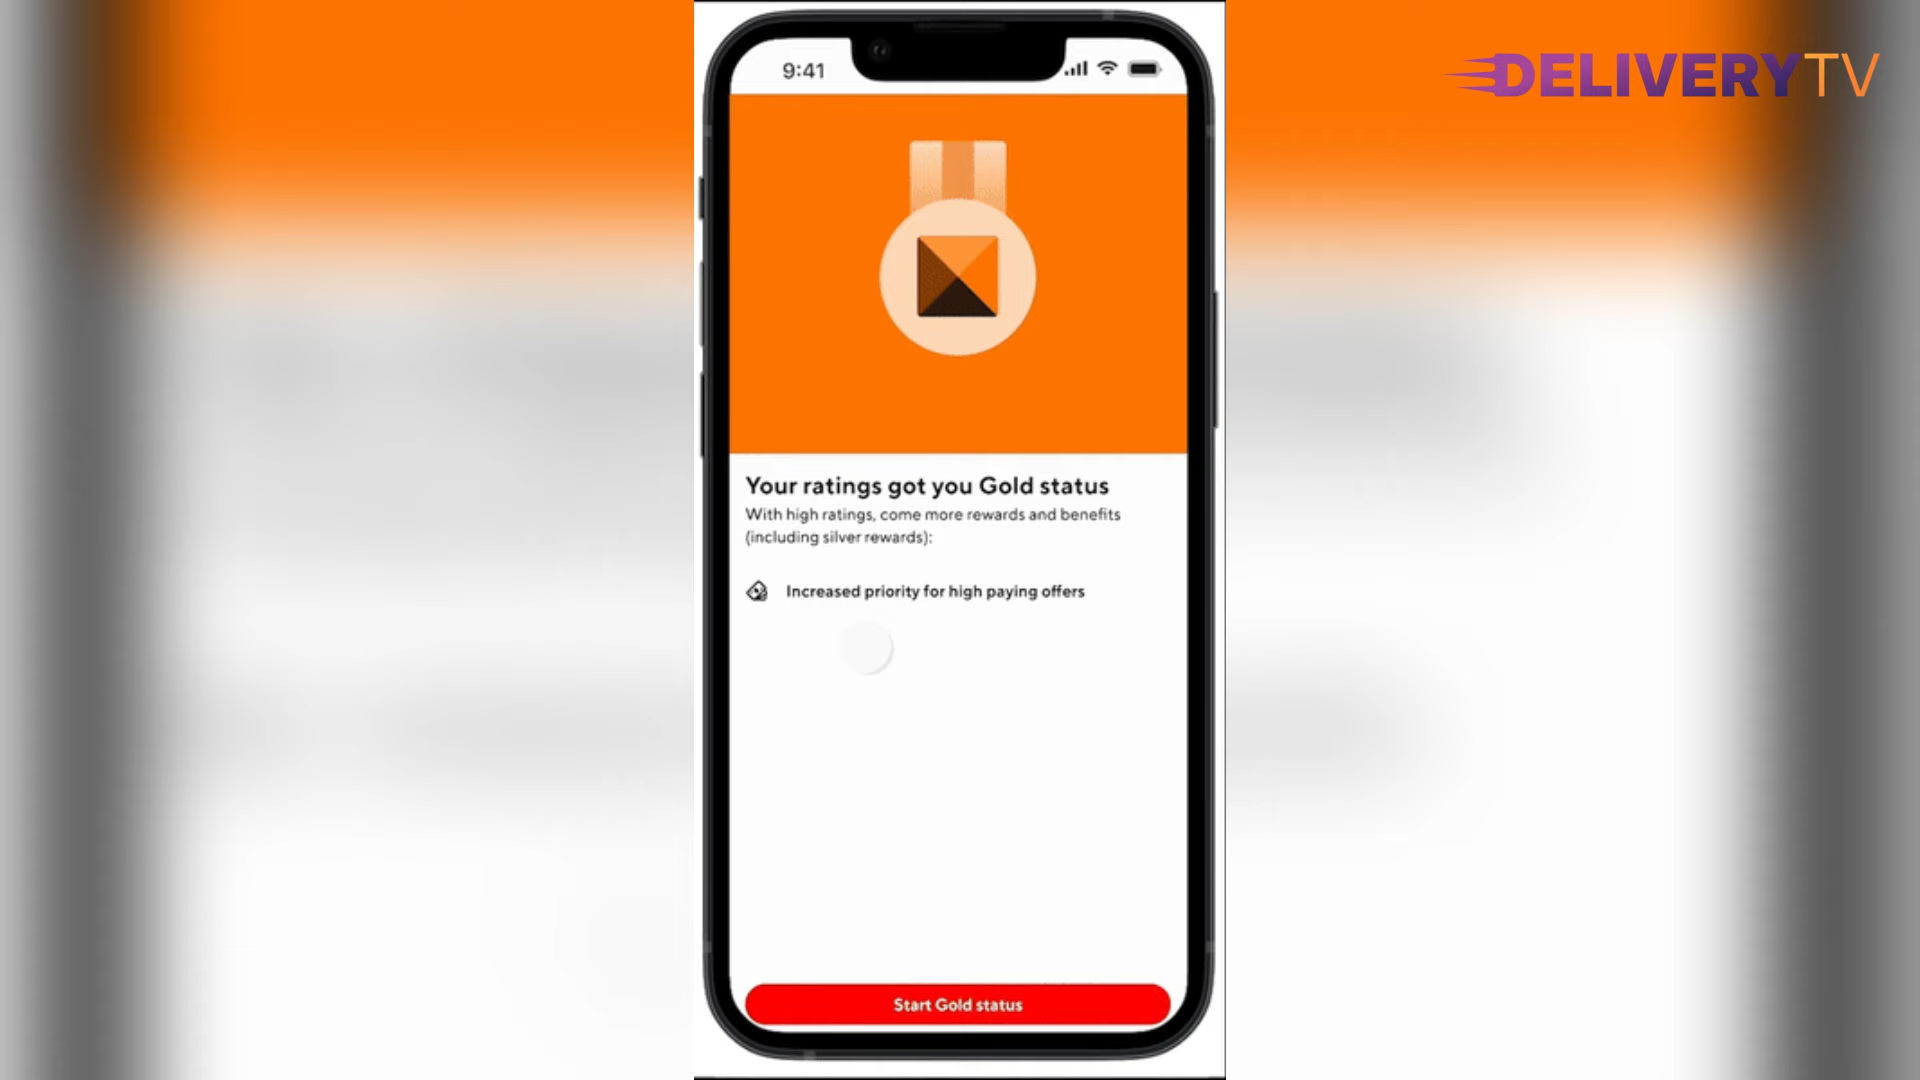 9:41
DELIVERYTV
Your ratings got you Gold status
With high ratings, come more rewards and benefits
(including silver rewards):
Increased priority for high paying offers
Start Gold status